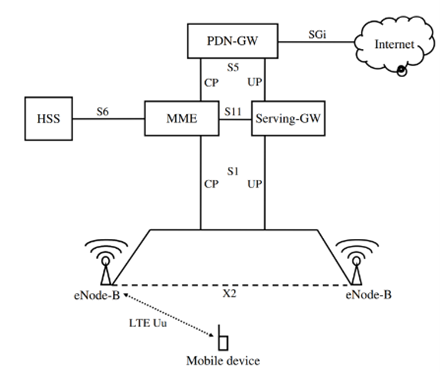 PDN-GW
SGi
Internet
S5
CP
UP
HSS
S6
MME
S11
Serving-GW
S1
CP
UP
eNode-B
X2
eNode-B
LTE Uu
Mobile device